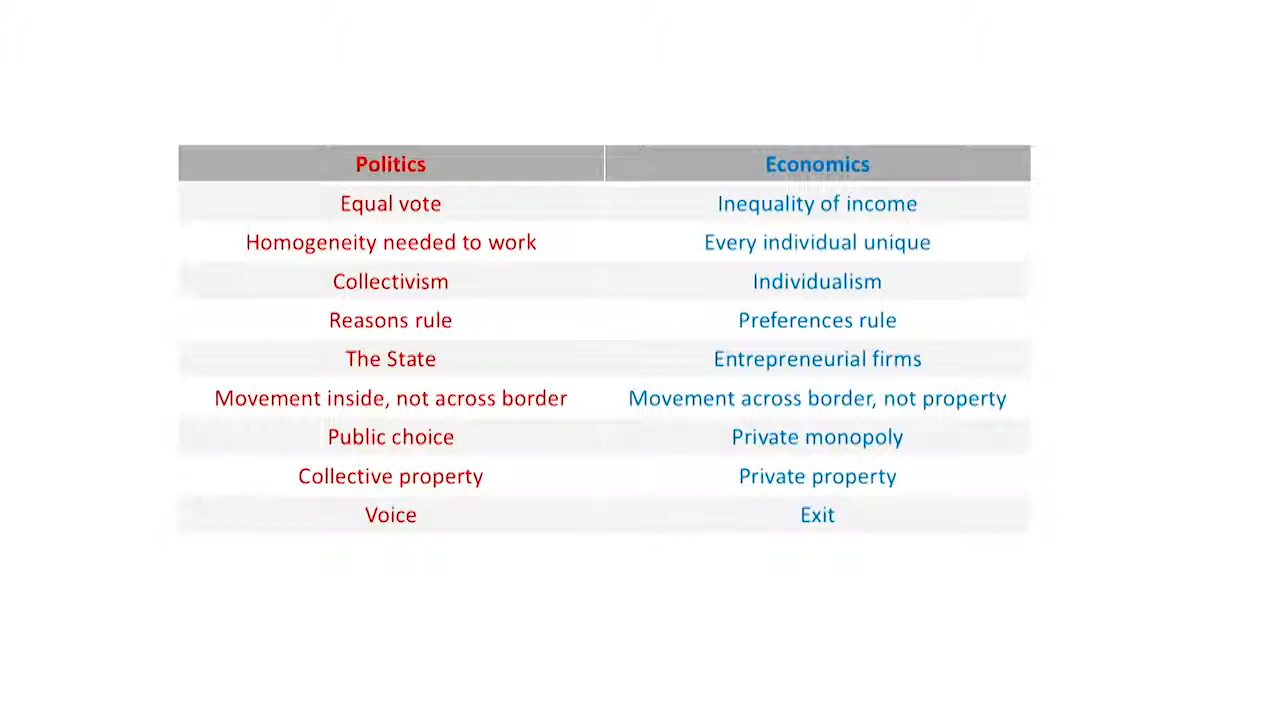 Politics Economics
Equal vote Inequality of income
Homogeneity needed to work Every individual unique
Collectivism Individualism
Reasons rule Preferences rule
The State Entrepreneurial firms
Movement inside, not across border Movement across border, not property
Public choice Private monopoly
Collective property Private property
Voice Exit